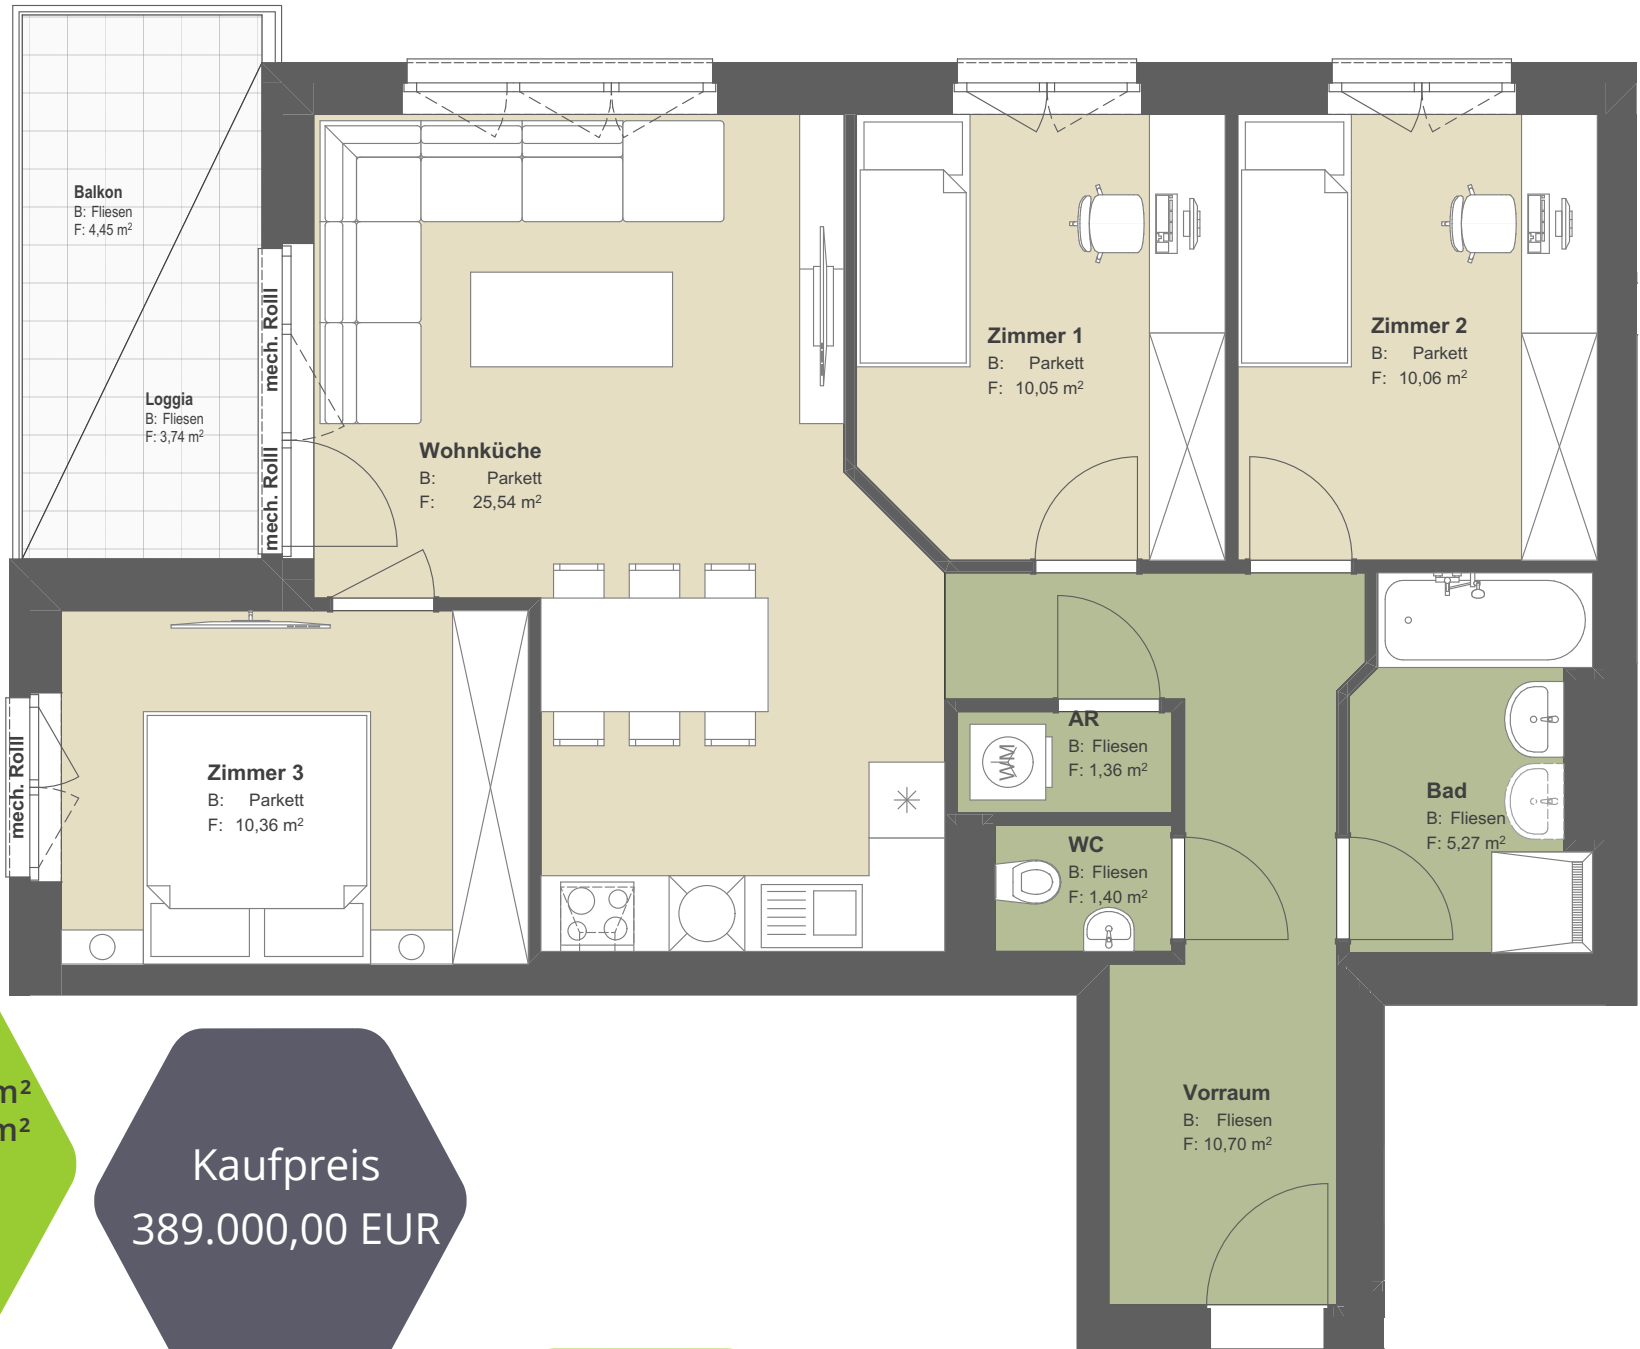 Balkon
B: Fliesen
F: 4,45 m²
Loggia
B: Fliesen
F: 3,74 m²
mech. Rolll
mech. Rolll
Wohnküche
B: Parkett
F: 25,54 m²
Zimmer 1
B: Parkett
F: 10,05 m²
Zimmer 2
B: Parkett
F: 10,06 m²
mech. Rolll
Zimmer 3
B: Parkett
F: 10,36 m²
AR
B: Fliesen
F: 1,36 m²
WM
WC
B: Fliesen
F: 1,40 m²
Bad
B: Fliesen
F: 5,27 m²
Vorraum
B: Fliesen
F: 10,70 m²
m²
m²
Kaufpreis
389.000,00 EUR